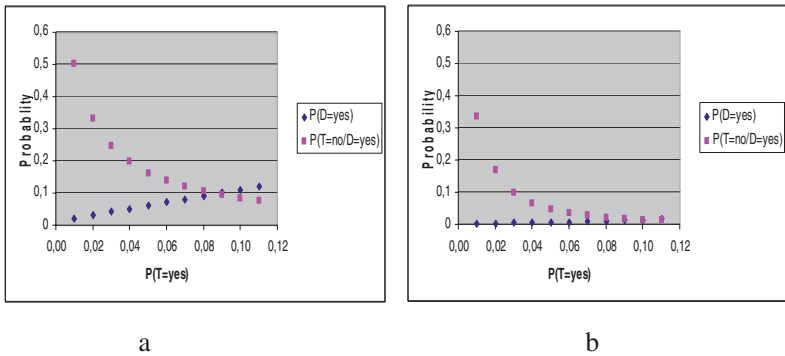 0,6
0,5
0,4
0,3
0,2
0,1
0
0,00 0,02 0,04 0,06 0,08 0,10 0,12
Probability
P(T=yes)
P(D=yes)
P(T=no/D=yes)
a
0,6
0,5
0,4
0,3
0,2
0,1
0
0,00 0,02 0,04 0,06 0,08 0,10 0,12
Probability
P(T=yes)
P(D=yes)
P(T=no/D=yes)
b